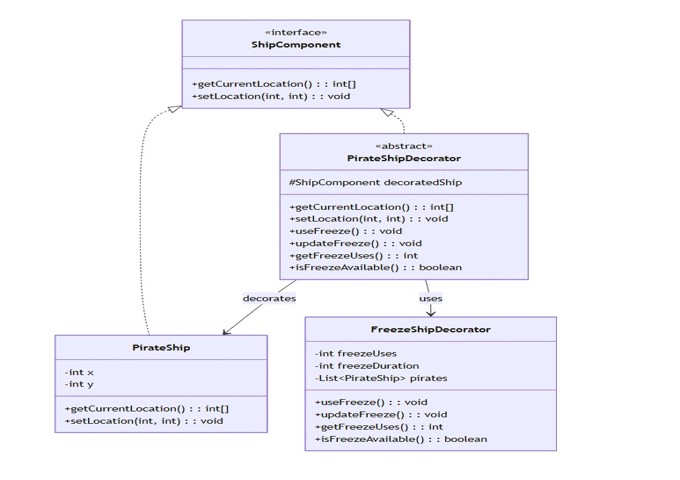 «interface»
ShipComponent
+getCurrentLocation() : : int[]
+setLocation(int, int) : : void
«abstract»
PirateShipDecorator
#ShipComponent decoratedShip
+getCurrentLocation() : : int[]
+setLocation(int, int) : : void
+useFreeze() : : void
+updateFreeze() : : void
+getFreezeUses() : : int
+isFreezeAvailable() : : boolean
decorates
uses
PirateShip
-int x
-int y
+getCurrentLocation() : : int[]
+setLocation(int, int) : : void
FreezeShipDecorator
-int freezeUses
-int freezeDuration
-List<PirateShip> pirates
+useFreeze() : : void
+updateFreeze() : : void
+getFreezeUses() : : int
+isFreezeAvailable() : : boolean